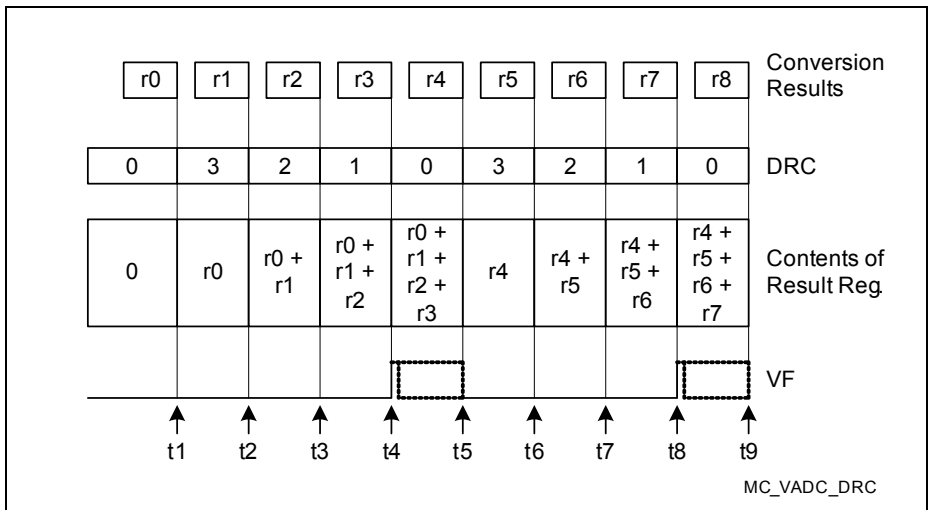 r0 r1 r2 r3 r4 r5 r6 r7 r8
Conversion
Results
0 3 2 1 0 3 2 1 0
DRC
0
r0
r0 +
r1
r0 +
r1 +
r2
r0 +
r1 +
r2 +
r3
r4
r4 +
r5
r4 +
r5 +
r6
r4 +
r5 +
r6 +
r7
Contents of
Result Reg.
VF
t1 t2 t3 t4 t5 t6 t7 t8 t9
MC_VADC_DRC